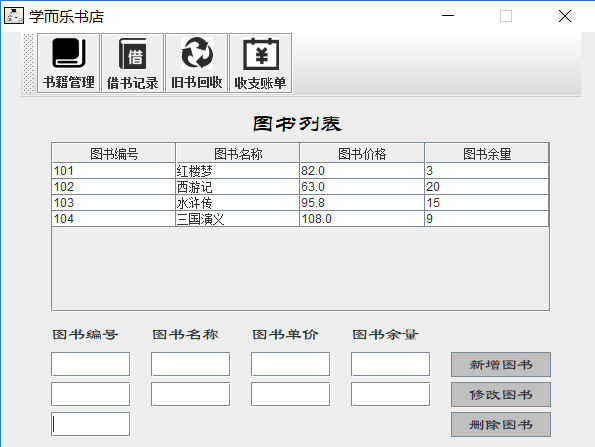 学而乐书店
书籍管理 借书记录 旧书回收 收支账单
图书列表
图书编号 图书名称 图书价格 图书余量
101 红楼梦 82.0 3
102 西游记 63.0 20
103 水浒传 95.8 15
104 三国演义 108.0 9
图书编号 图书名称 图书单价 图书余量
新增图书
修改图书
删除图书